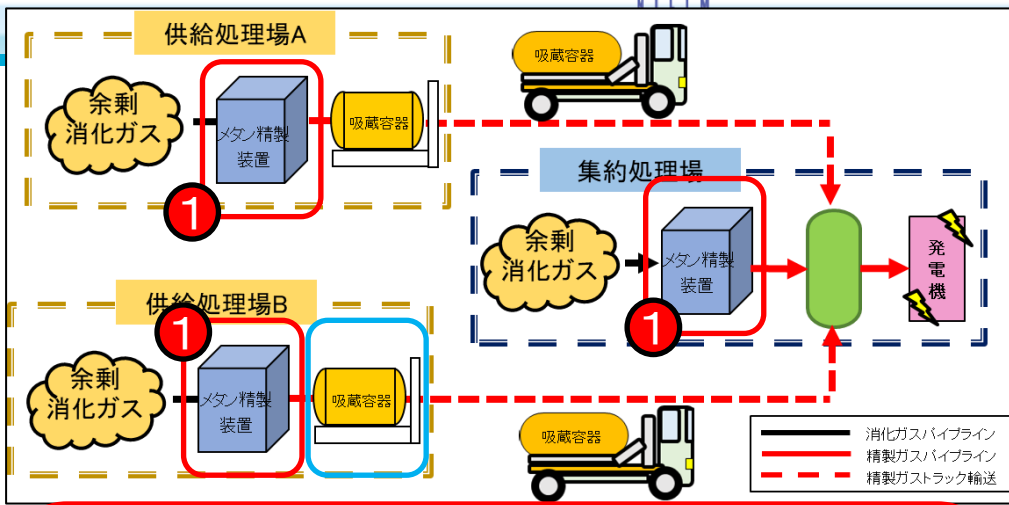 NILIM
供給処理場A
余剰
消化ガス
メタン精製
装置
吸蔵容器
1
吸蔵容器
集約処理場
余剰
消化ガス
メタン精製
装置
1
発
電
機
供給処理場B
1
余剰
消化ガス
メタン精製
装置
吸蔵容器
吸蔵容器
消化ガスパイプライン
精製ガスパイプライン
精製ガストラック輸送